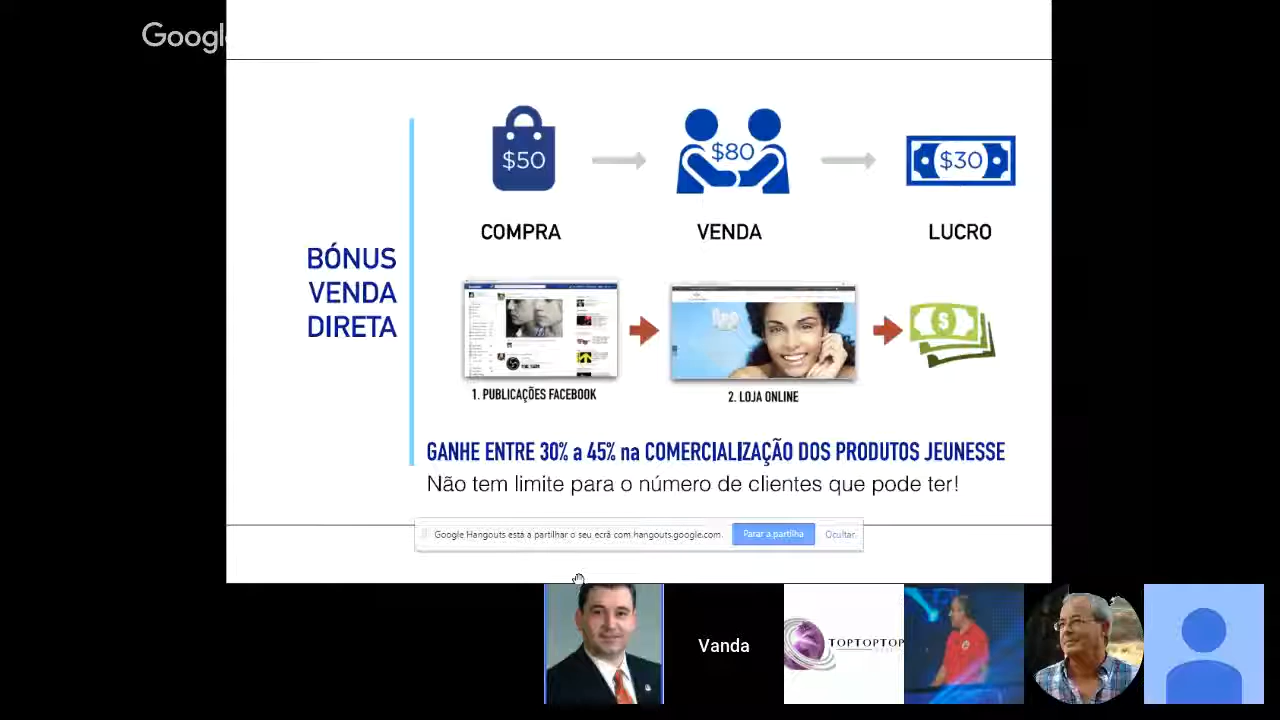 Google
$50
$80
$30
COMPRA
VENDA
LUCRO
BÓNUS
VENDA
DIRETA
1. PUBLICAÇÕES FACEBOOK
2. LOJA ONLINE
GANHE ENTRE 30% a 45% na COMERCIALIZAÇÃO DOS PRODUTOS JEUNESSE
Não tem limite para o número de clientes que pode ter!
Google Hangouts está a partilhar o seu ecrã com hangouts.google.com.
Parar a partilha
Ocultar
Vanda
TOPTOPTOP